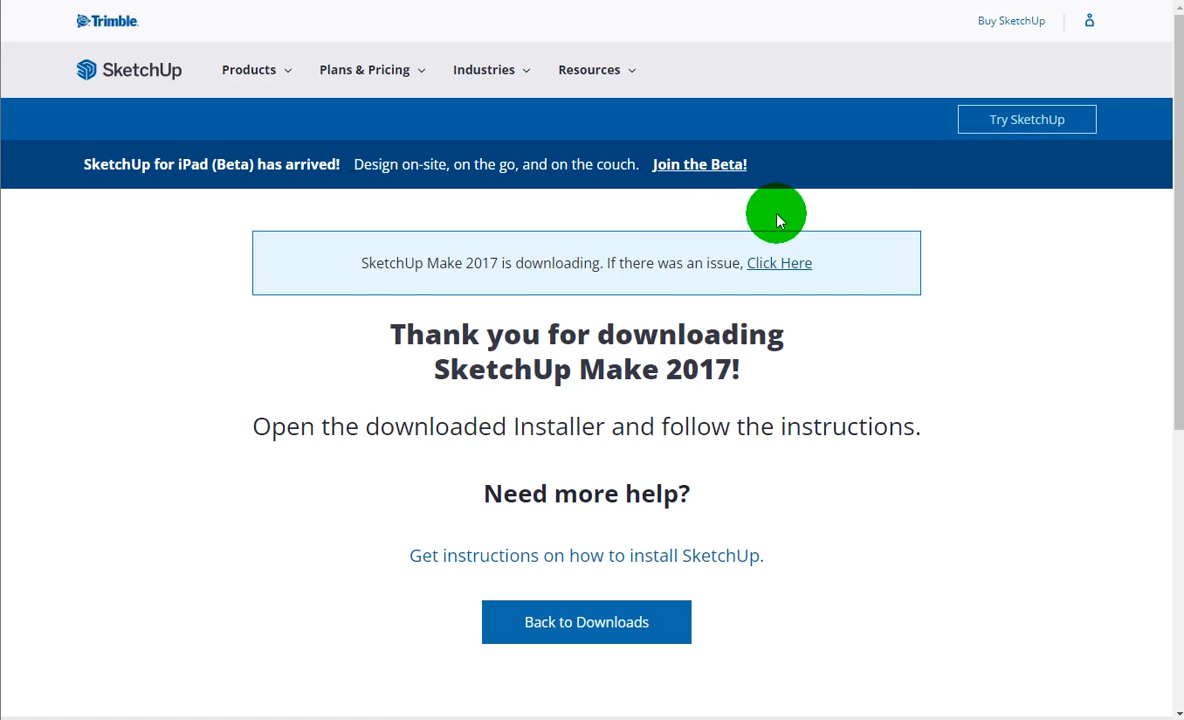 Trimble.
Buy SketchUp
SketchUp
Products
Plans & Pricing
Industries
Resources
Try SketchUp
SketchUp for iPad (Beta) has arrived! Design on-site, on the go, and on the couch. Join the Beta!
SketchUp Make 2017 is downloading. If there was an issue, Click Here
Thank you for downloading
SketchUp Make 2017!
Open the downloaded Installer and follow the instructions.
Need more help?
Get instructions on how to install SketchUp.
Back to Downloads